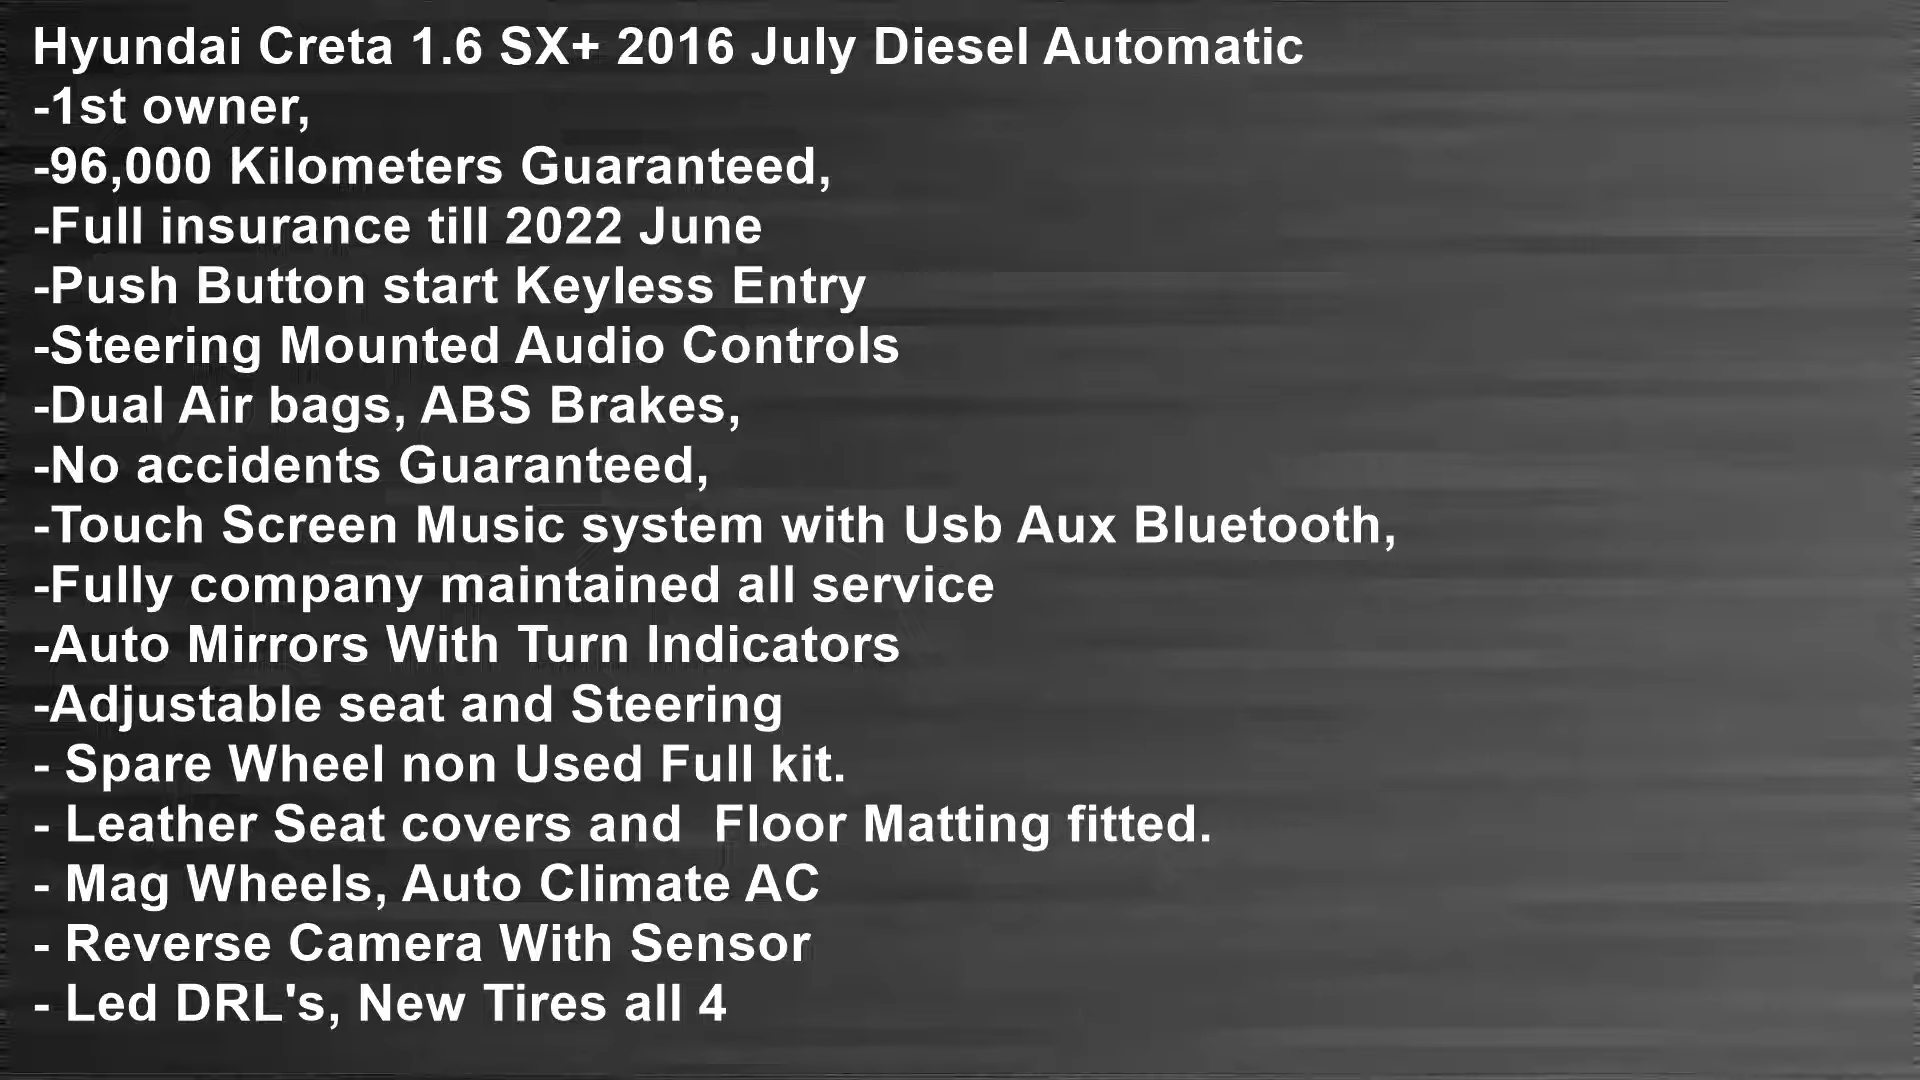 Hyundai Creta 1.6 SX+ 2016 July Diesel Automatic
-1st owner,
-96,000 Kilometers Guaranteed,
-Full insurance till 2022 June
-Push Button start Keyless Entry
-Steering Mounted Audio Controls
-Dual Air bags, ABS Brakes,
-No accidents Guaranteed,
-Touch Screen Music system with Usb Aux Bluetooth,
-Fully company maintained all service
-Auto Mirrors With Turn Indicators
-Adjustable seat and Steering
- Spare Wheel non Used Full kit.
- Leather Seat covers and  Floor Matting fitted.
- Mag Wheels, Auto Climate AC
- Reverse Camera With Sensor
- Led DRL's, New Tires all 4